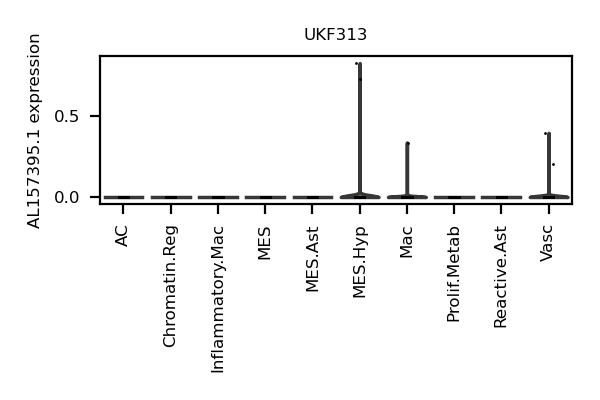 UKF313
AL157395.1 expression
0.5
0.0
AC
Chromatin.Reg
Inflammatory.Mac
MES
MES.Ast
MES.Hyp
Mac
Prolif.Metab
Reactive.Ast
Vasc